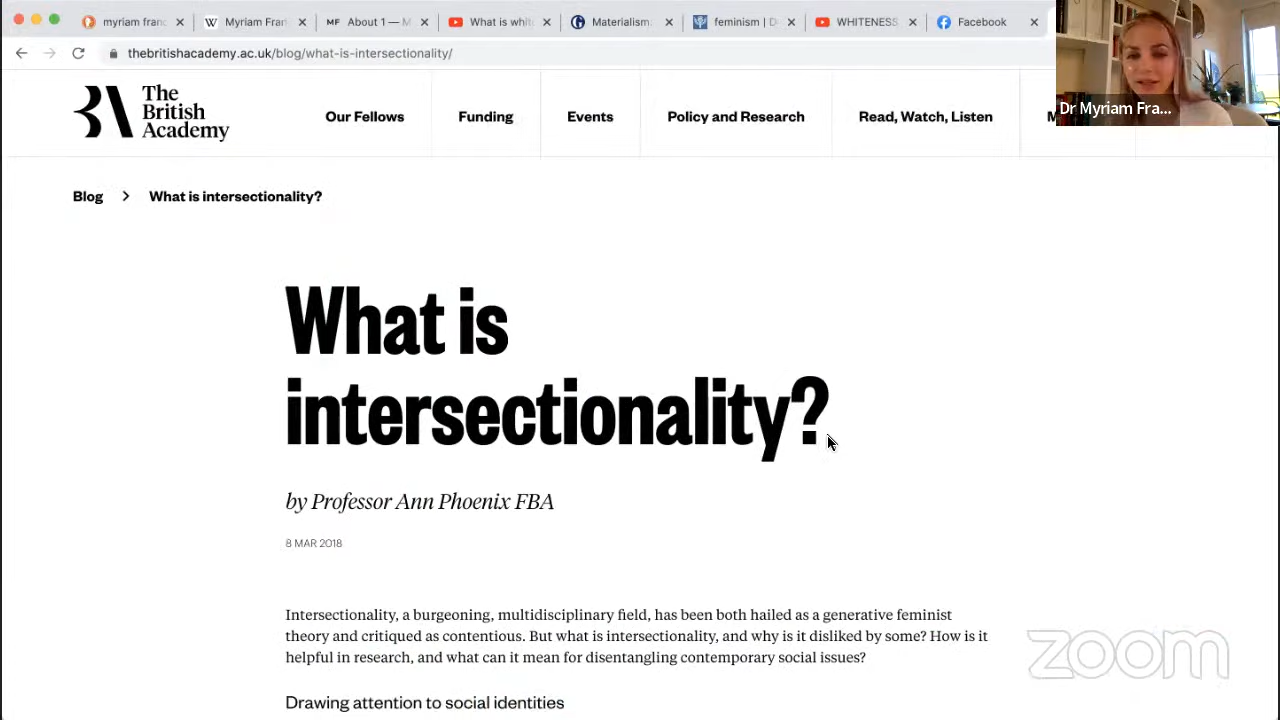 myriam franc
Myriam Fran
About 1 — M
What is whit
Materialism
feminism | D
WHITENESS
Facebook
thebritishacademy.ac.uk/blog/what-is-intersectionality/
Dr Myriam Fra...
The
British
Academy
Our Fellows
Funding
Events
Policy and Research
Read, Watch, Listen
Blog > What is intersectionality?
What is
intersectionality?
by Professor Ann Phoenix FBA
8 MAR 2018
Intersectionality, a burgeoning, multidisciplinary field, has been both hailed as a generative feminist
theory and critiqued as contentious. But what is intersectionality, and why is it disliked by some? How is it
helpful in research, and what can it mean for disentangling contemporary social issues?
zoom
Drawing attention to social identities